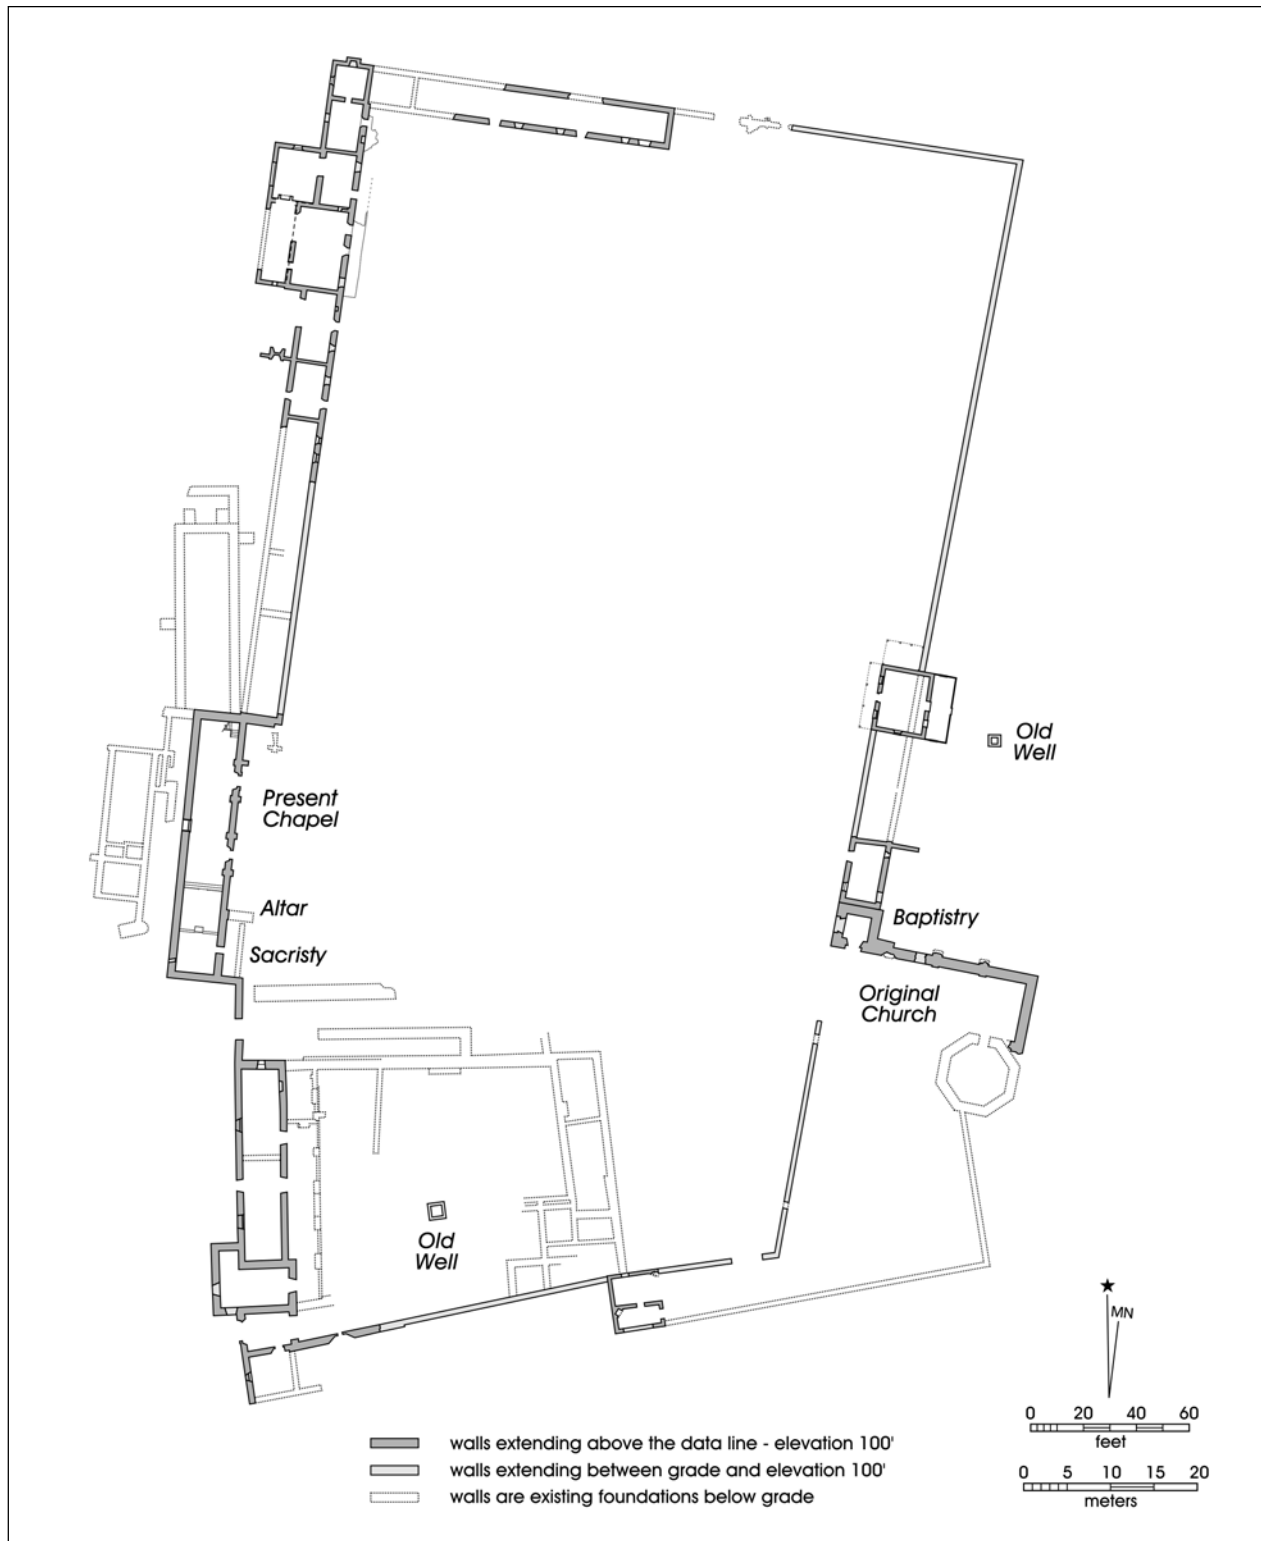 Old
Well
Present
Chapel
Altar
Baptistry
Sacristy
Original
Church
Old
Well
MN
0 20 40 60
feet
0 5 10 15 20
meters
walls extending above the data line - elevation 100'
walls extending between grade and elevation 100'
walls are existing foundations below grade